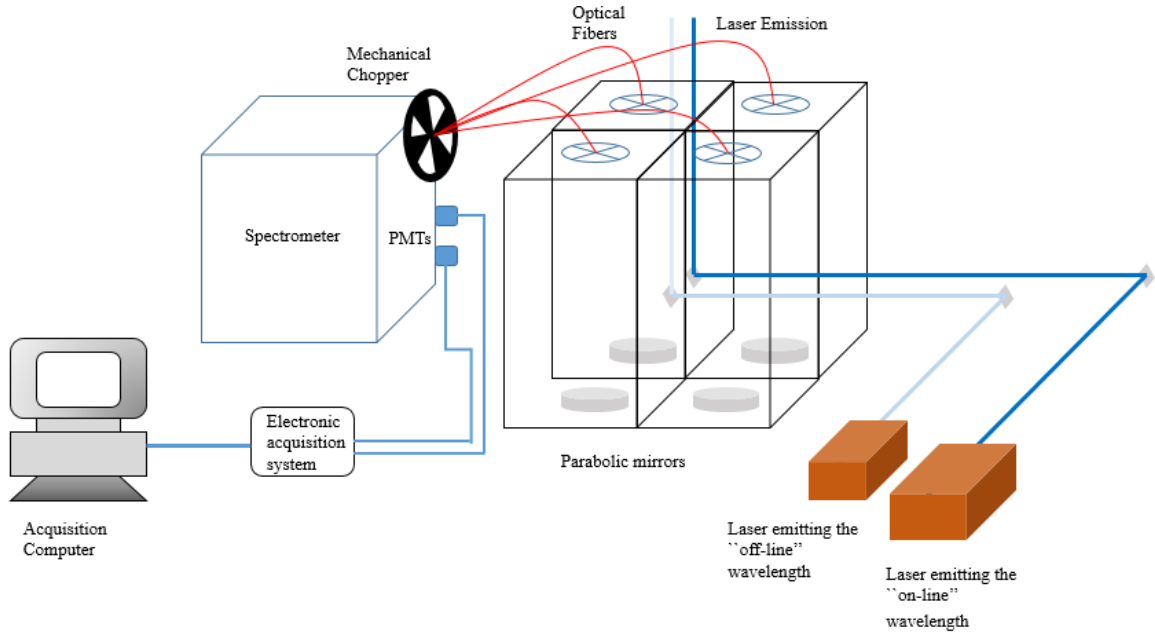 Optical
Fibers
Laser Emission
Mechanical
Chopper
Spectrometer
PMTs
Electronic
acquisition
system
Parabolic mirrors
Acquisition
Computer
Laser emitting the
``off-line”
wavelength
Laser emitting the
``on-line”
wavelength